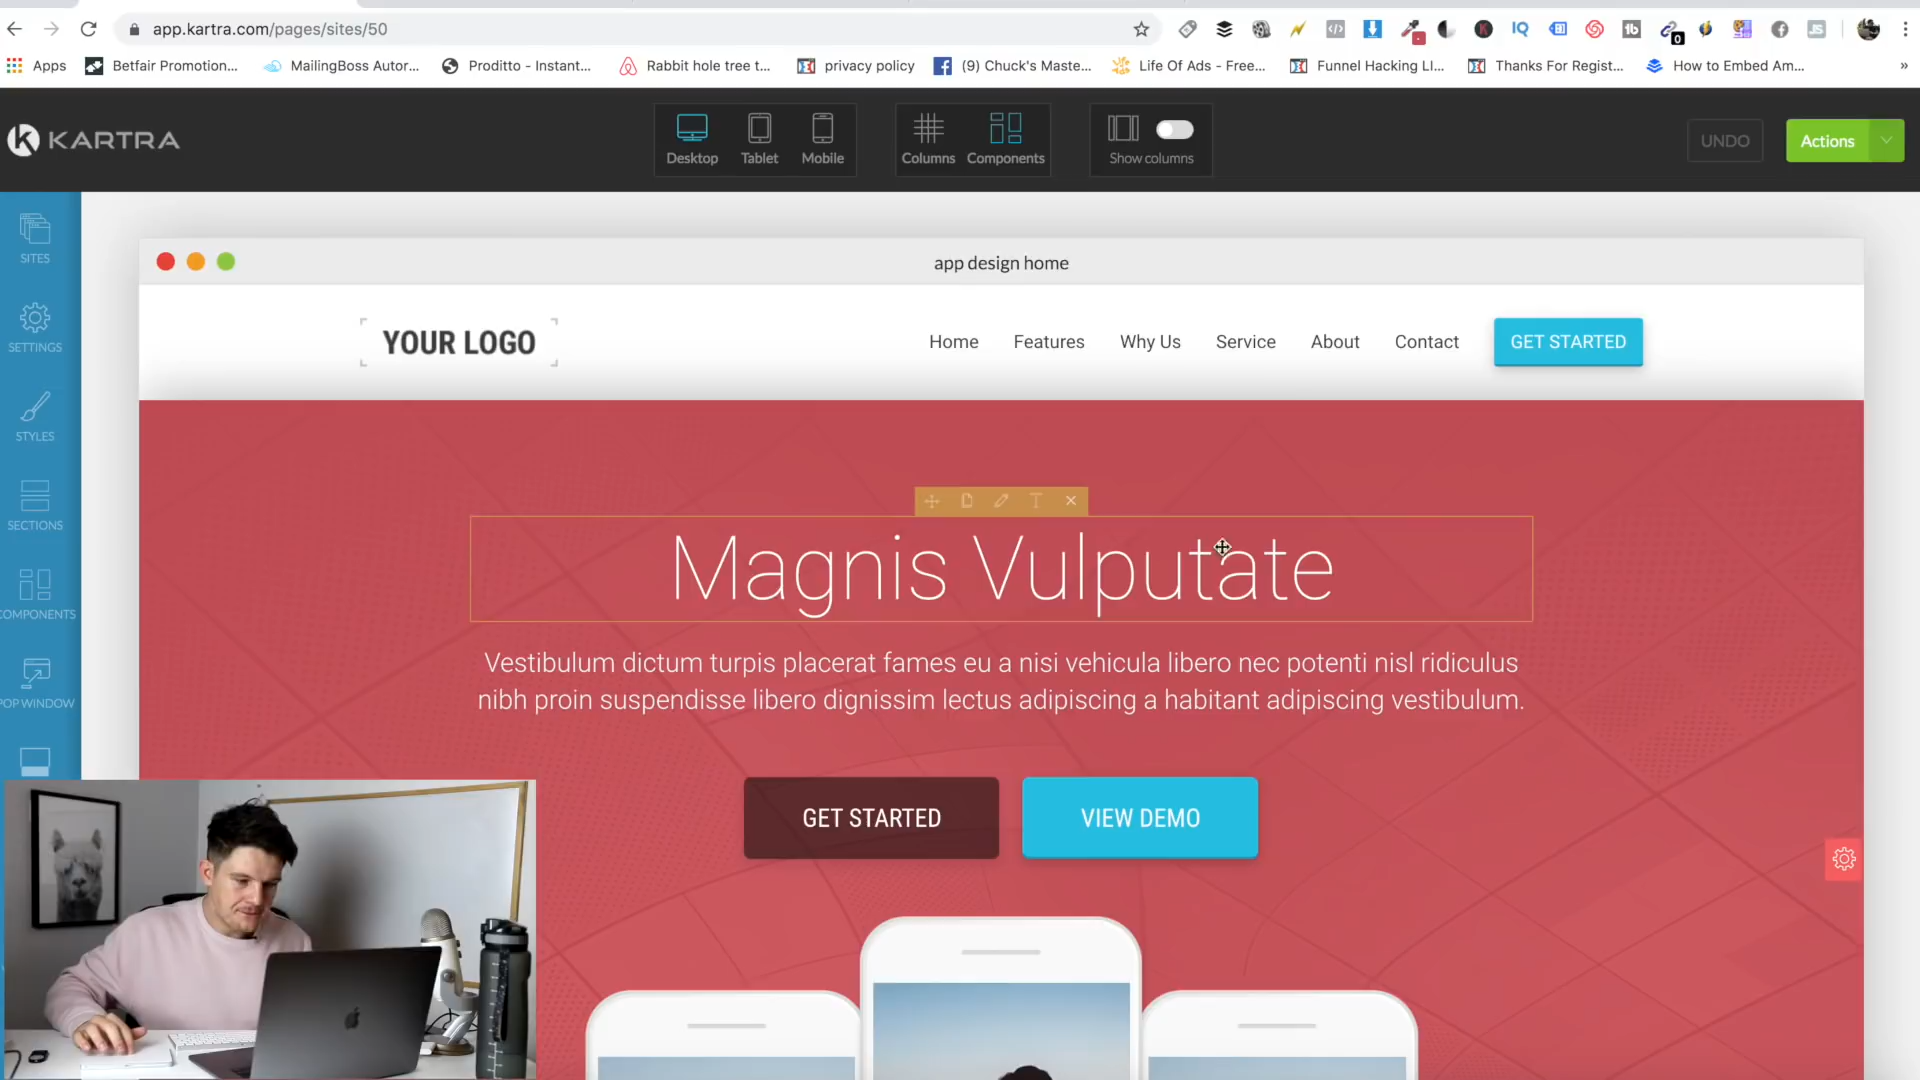 app.kartra.com/pages/sites/50
Apps
Betfair Promotion...
MailingBoss Autor...
Proditto - Instant...
Rabbit hole tree t...
privacy policy
(9) Chuck's Maste...
Life Of Ads - Free...
Funnel Hacking LI...
Thanks For Regist...
How to Embed Am...
»
KARTRA
Desktop
Tablet
Mobile
Columns
Components
Show columns
UNDO
Actions
SITES
SETTINGS
STYLES
SECTIONS
COMPONENTS
POP WINDOW
app design home
YOUR LOGO
Home
Features
Why Us
Service
About
Contact
GET STARTED
Magnis Vulputate
Vestibulum dictum turpis placerat fames eu a nisi vehicula libero nec potenti nisl ridiculus
nibh proin suspendisse libero dignissim lectus adipiscing a habitant adipiscing vestibulum.
GET STARTED
VIEW DEMO